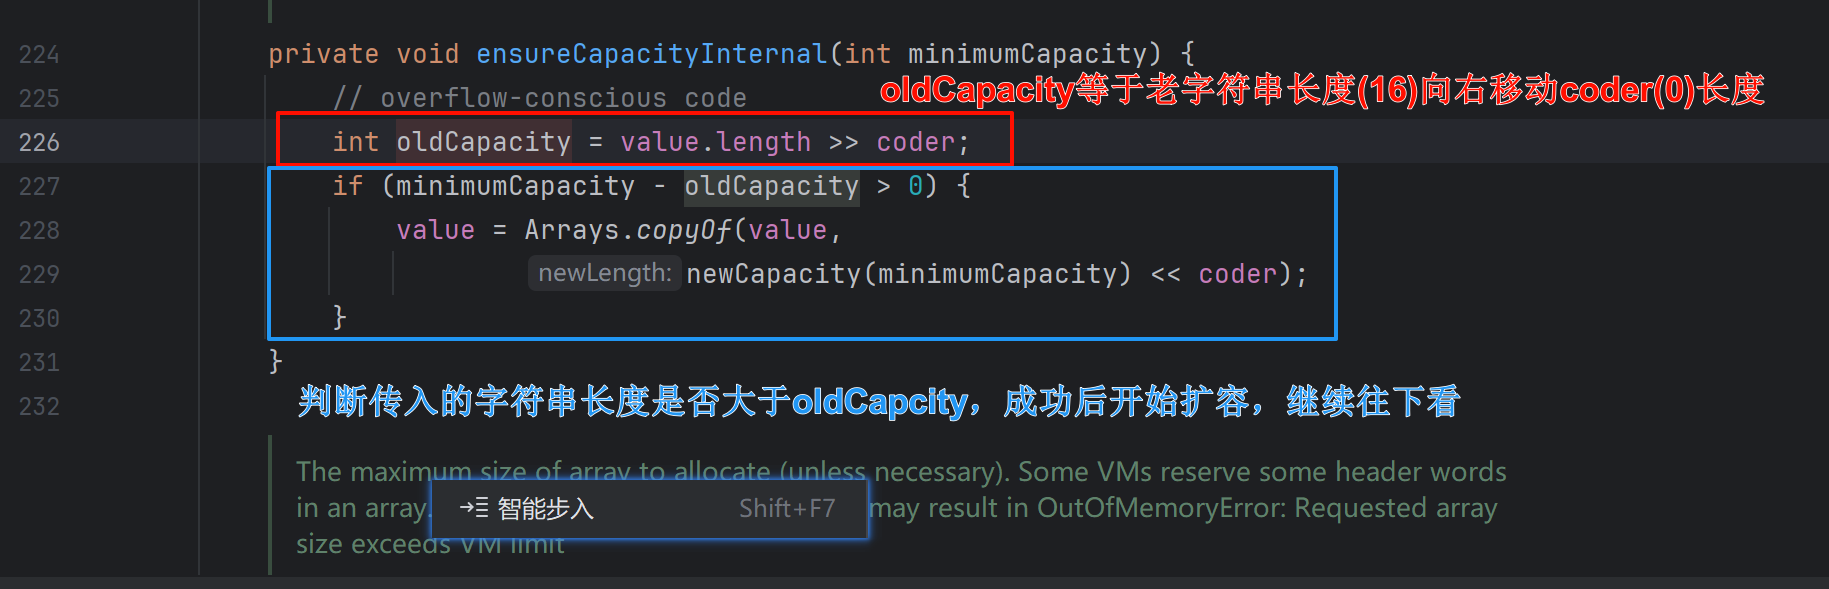 224 private void ensureCapacityInternal(int minimumCapacity) {
oldCapacity等于老字符串长度(16)向右移动coder(0)长度
225 // overflow-conscious code
226 int oldCapacity = value.length >> coder;
227 if (minimumCapacity - oldCapacity > 0) {
228 value = Arrays.copyOf(value,
229 newLength: newCapacity(minimumCapacity) << coder);
230 }
231 }
判断传入的字符串长度是否大于oldCapcity，成功后开始扩容，继续往下看
232
The maximum size of array to allocate (unless necessary). Some VMs reserve some header words
in an array. may result in OutOfMemoryError: Requested array
智能步入 Shift+F7
size exceeds VM limit